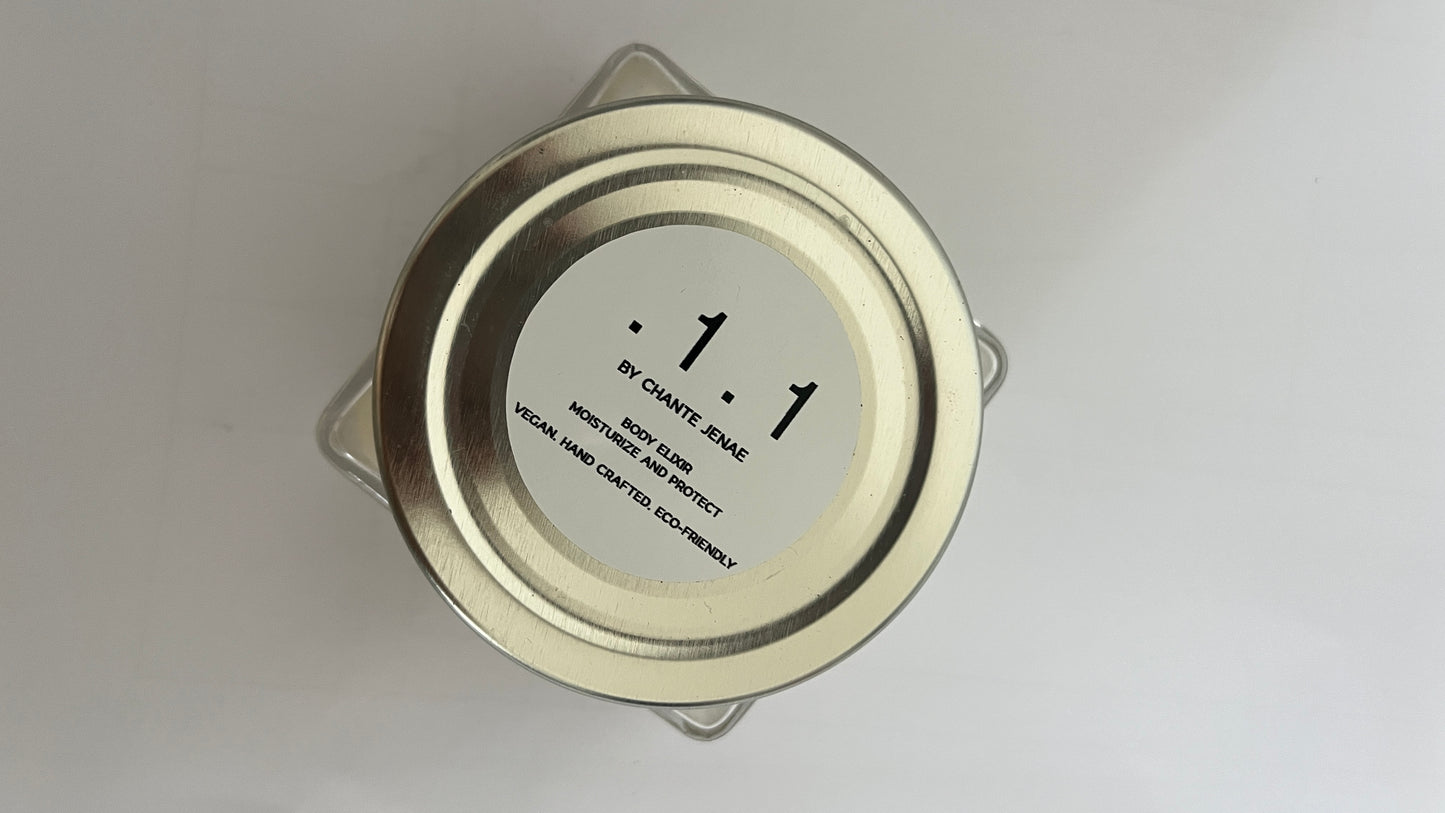 . 1 . 1
BY CHANTE JENAE
BODY ELIXIR
MOISTURIZE AND PROTECT
VEGAN. HAND CRAFTED. ECO-FRIENDLY